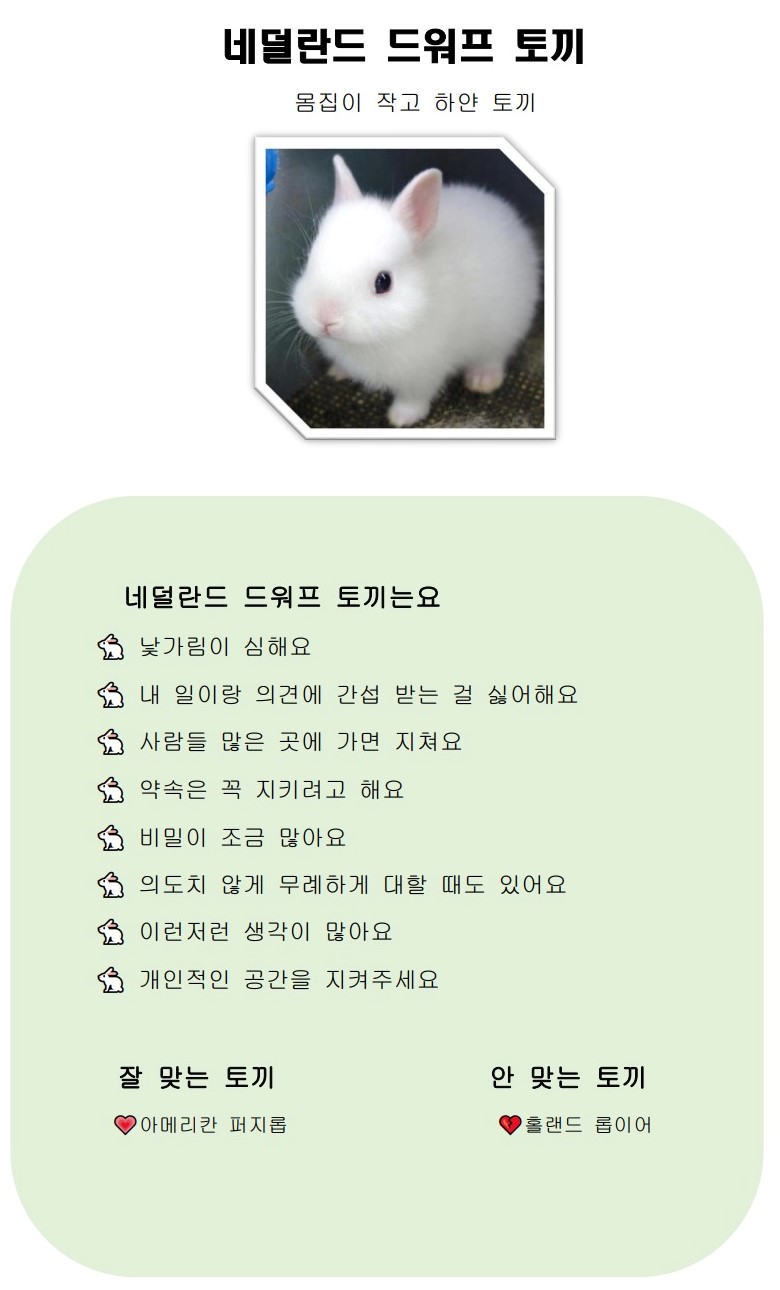 네덜란드 드워프 토끼
몸집이 작고 하얀 토끼
네덜란드 드워프 토끼는요
낯가림이 심해요
내 일이랑 의견에 간섭 받는 걸 싫어해요
사람들 많은 곳에 가면 지쳐요
약속은 꼭 지키려고 해요
비밀이 조금 많아요
의도치 않게 무례하게 대할 때도 있어요
이런저런 생각이 많아요
개인적인 공간을 지켜주세요
잘 맞는 토끼 안 맞는 토끼
아메리칸 퍼지롭 홀랜드 롭이어